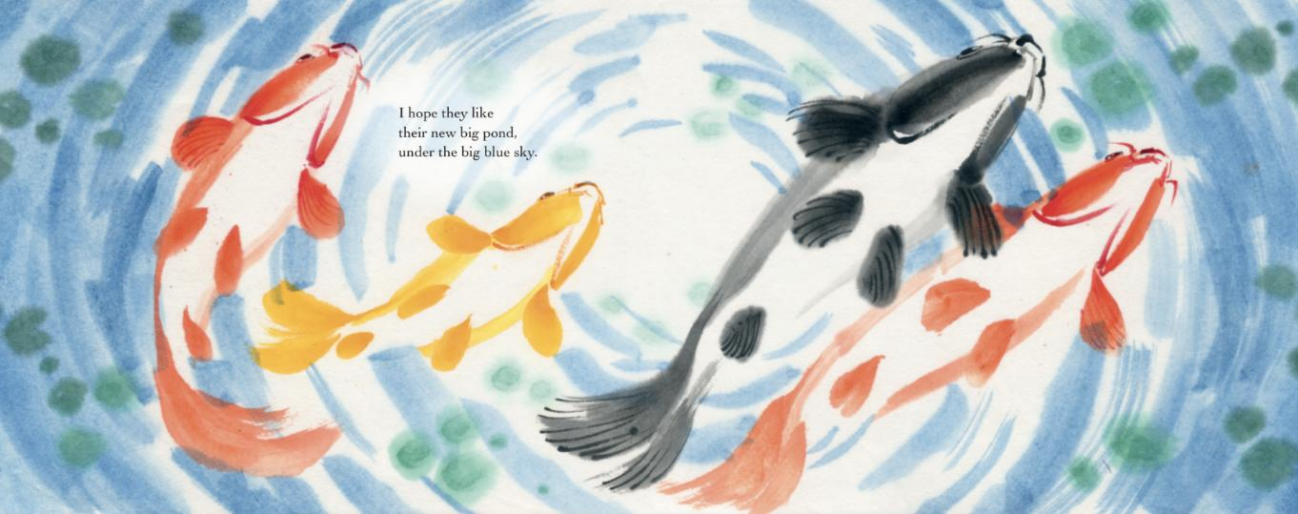 I hope they like
their new big pond,
under the big blue sky.